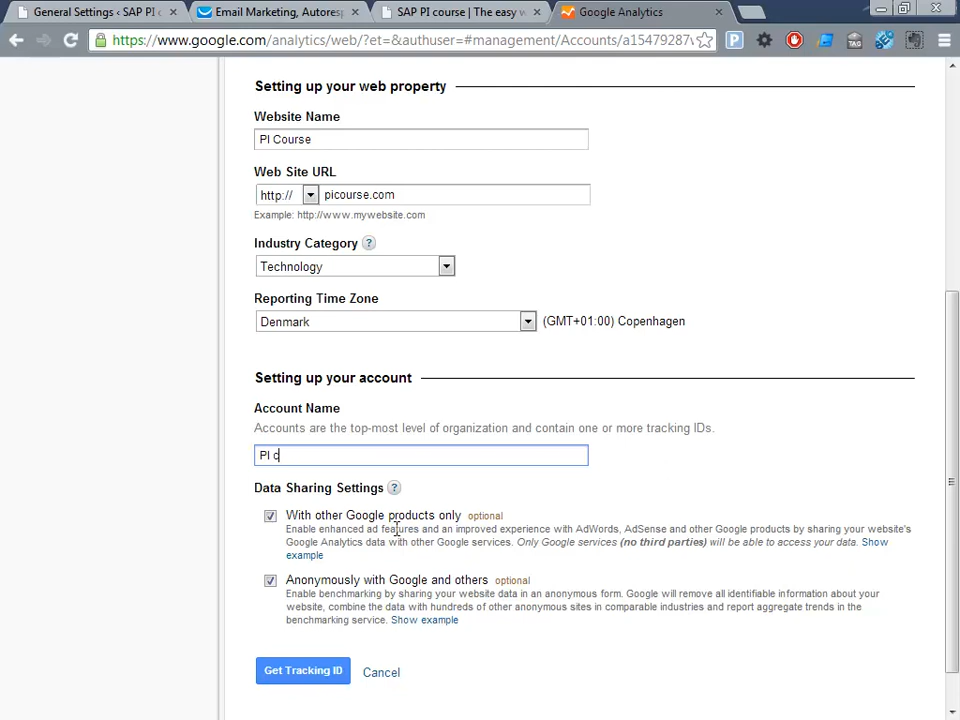 General Settings ‹ SAP PI c
Email Marketing, Autoresp
SAP PI course | The easy w
Google Analytics
https://www.google.com/analytics/web/?et=&authuser=#management/Accounts/a15479287
TAG
Setting up your web property
Website Name
PI Course
Web Site URL
http://
picourse.com
Example: http://www.mywebsite.com
Industry Category ?
Technology
Reporting Time Zone
Denmark
(GMT+01:00) Copenhagen
Setting up your account
Account Name
Accounts are the top-most level of organization and contain one or more tracking IDs.
PI c
Data Sharing Settings ?
With other Google products only optional
Enable enhanced ad features and an improved experience with AdWords, AdSense and other Google products by sharing your website's
Google Analytics data with other Google services. Only Google services (no third parties) will be able to access your data. Show
example
Anonymously with Google and others optional
Enable benchmarking by sharing your website data in an anonymous form. Google will remove all identifiable information about your
website, combine the data with hundreds of other anonymous sites in comparable industries and report aggregate trends in the
benchmarking service. Show example
Get Tracking ID
Cancel